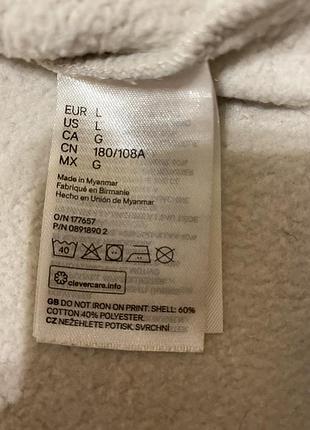 EUR L
US L
CA G
CN 180/108A
MX G
Made in Myanmar
Fabriqué en Birmanie
Hecho en Unión de Myanmar
O/N 177657
P/N 0891890 2
40
clevercare.info
GB DO NOT IRON ON PRINT. SHELL: 60%
COTTON 40% POLYESTER.
CZ NEŽEHLETE POTISK. SVRCHNÍ